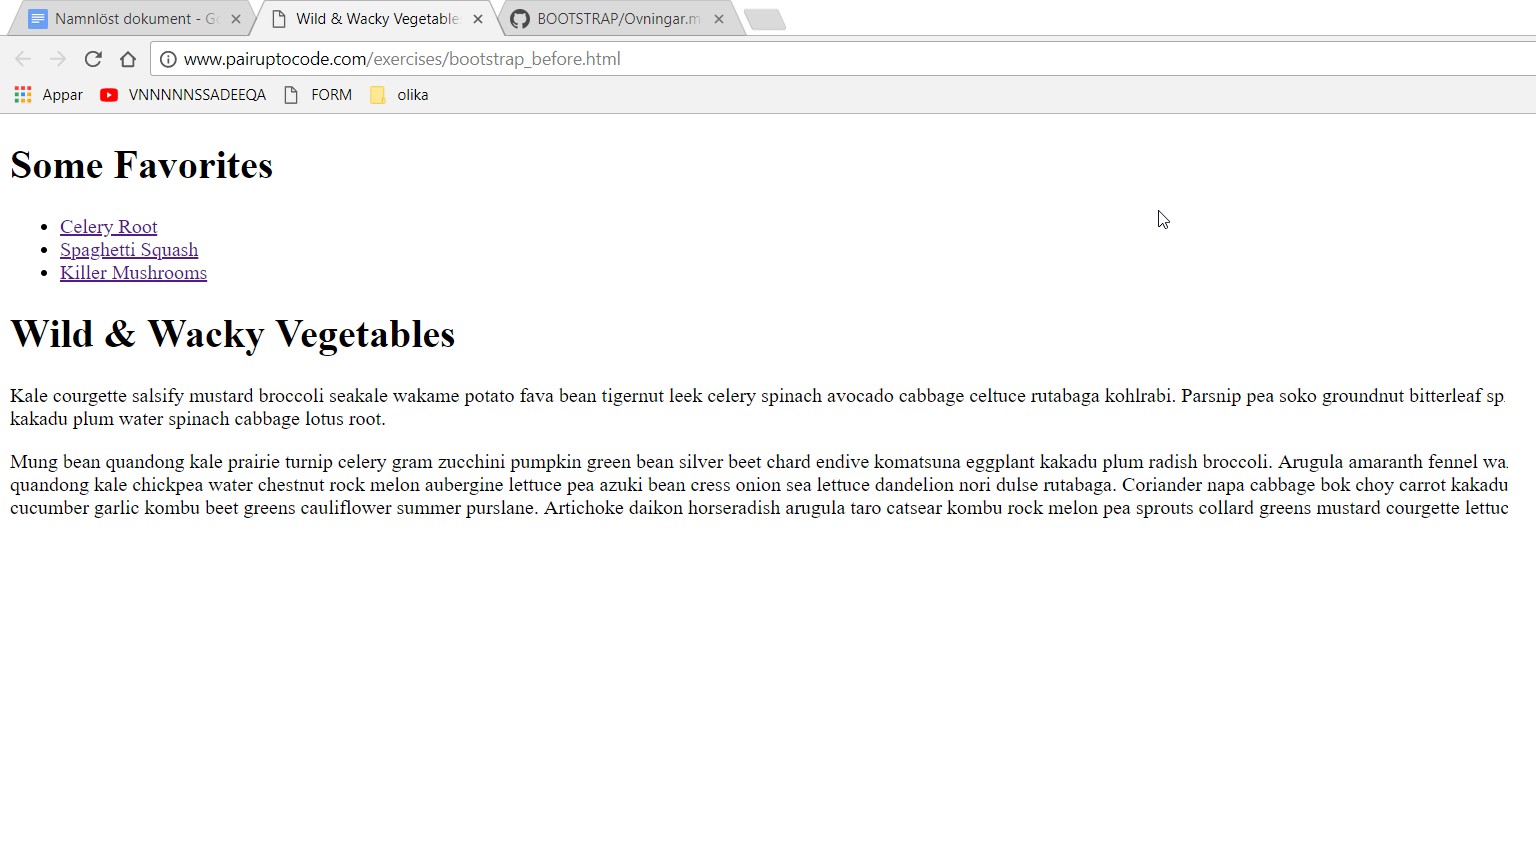 Namnlöst dokument - Go
Wild & Wacky Vegetable
BOOTSTRAP/Ovningar.m
www.pairuptocode.com/exercises/bootstrap_before.html
Appar VNNNNNSSADEEQA FORM olika
Some Favorites
Celery Root
Spaghetti Squash
Killer Mushrooms
Wild & Wacky Vegetables
Kale courgette salsify mustard broccoli seakale wakame potato fava bean tigernut leek celery spinach avocado cabbage celtuce rutabaga kohlrabi. Parsnip pea soko groundnut bitterleaf sp
kakadu plum water spinach cabbage lotus root.
Mung bean quandong kale prairie turnip celery gram zucchini pumpkin green bean silver beet chard endive komatsuna eggplant kakadu plum radish broccoli. Arugula amaranth fennel wa
quandong kale chickpea water chestnut rock melon aubergine lettuce pea azuki bean cress onion sea lettuce dandelion nori dulse rutabaga. Coriander napa cabbage bok choy carrot kakadu
cucumber garlic kombu beet greens cauliflower summer purslane. Artichoke daikon horseradish arugula taro catsear kombu rock melon pea sprouts collard greens mustard courgette lettuc